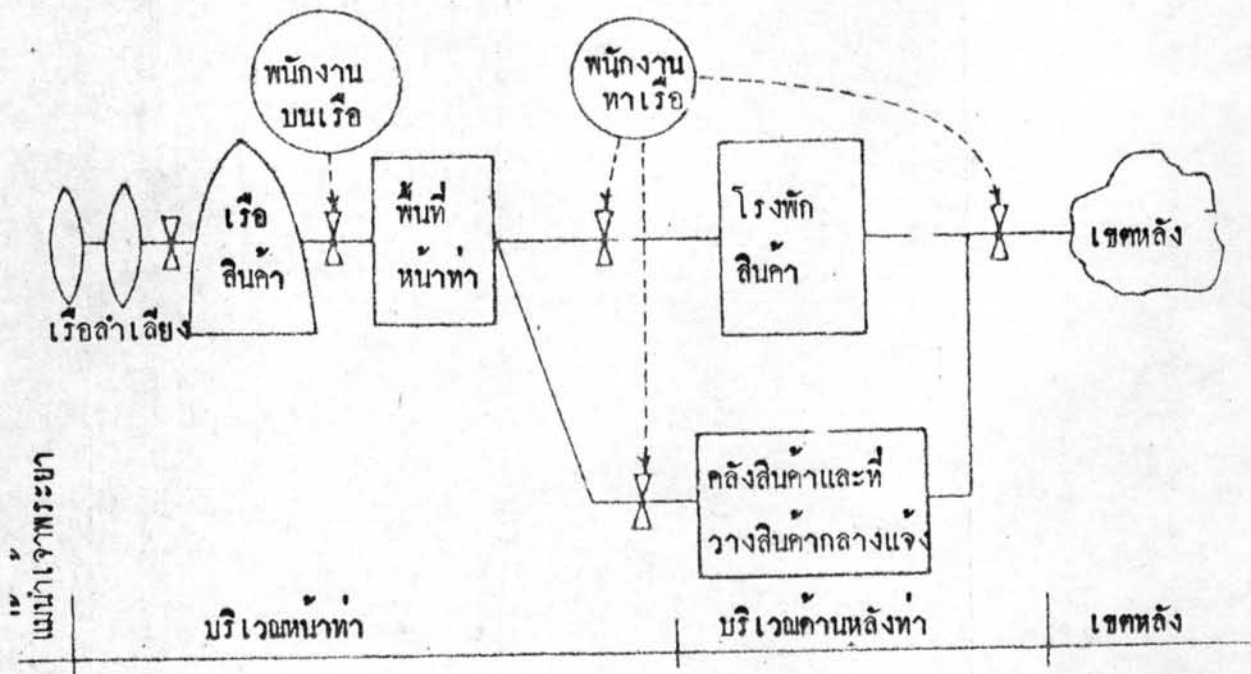 พนักงาน
บนเรือ
พนักงาน
ทาเรือ
เรือ
สินค้า
พื้นที่
หน้าท่า
โรงพัก
สินค้า
เขตหลัง
เรือลำเลียง
คลังสินค้าและที่
วางสินค้ากลางแจ้ง
แม่น้ำเจ้าพระยา
บริเวณหน้าท่า
บริเวณด้านหลังท่า
เขตหลัง